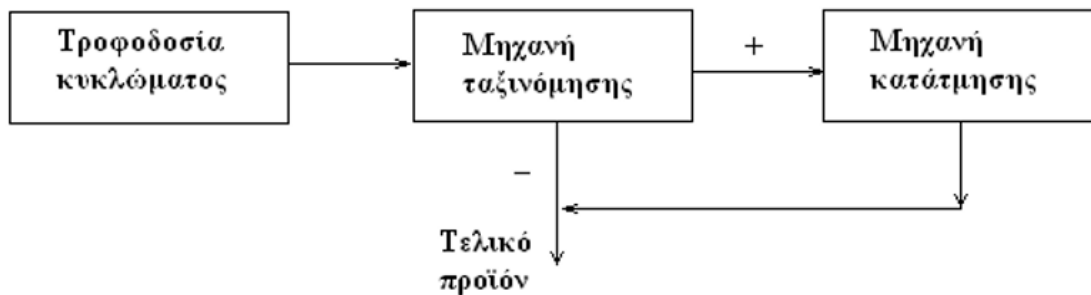 Τροφοδοσία
κυκλώματος
Μηχανή
ταξινόμησης
+
Μηχανή
κατάτμησης
−
Τελικό
προϊόν